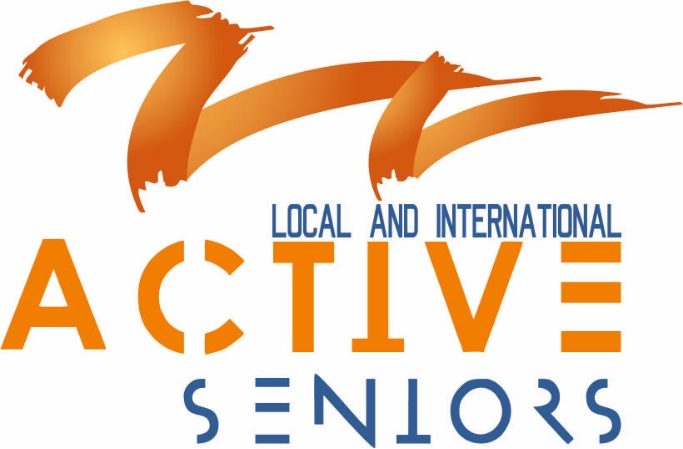 LOCAL AND INTERNATIONAL
ACTIVE
SENIORS